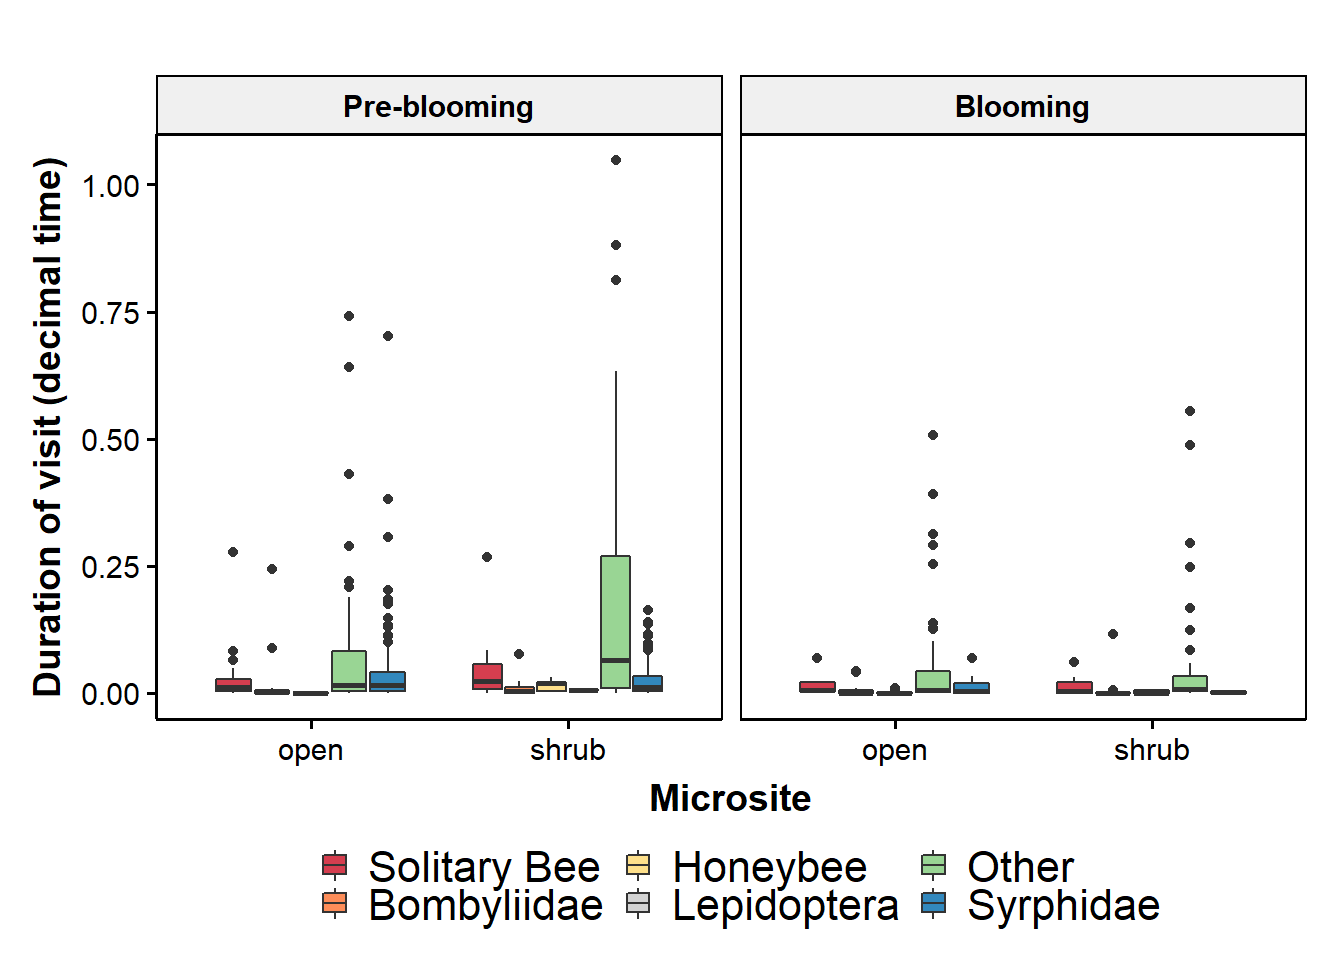 Pre-blooming Blooming
Duration of visit (decimal time)
1.00
0.75
0.50
0.25
0.00
open shrub open shrub
Microsite
Solitary Bee Honeybee Other
Bombyliidae Lepidoptera Syrphidae